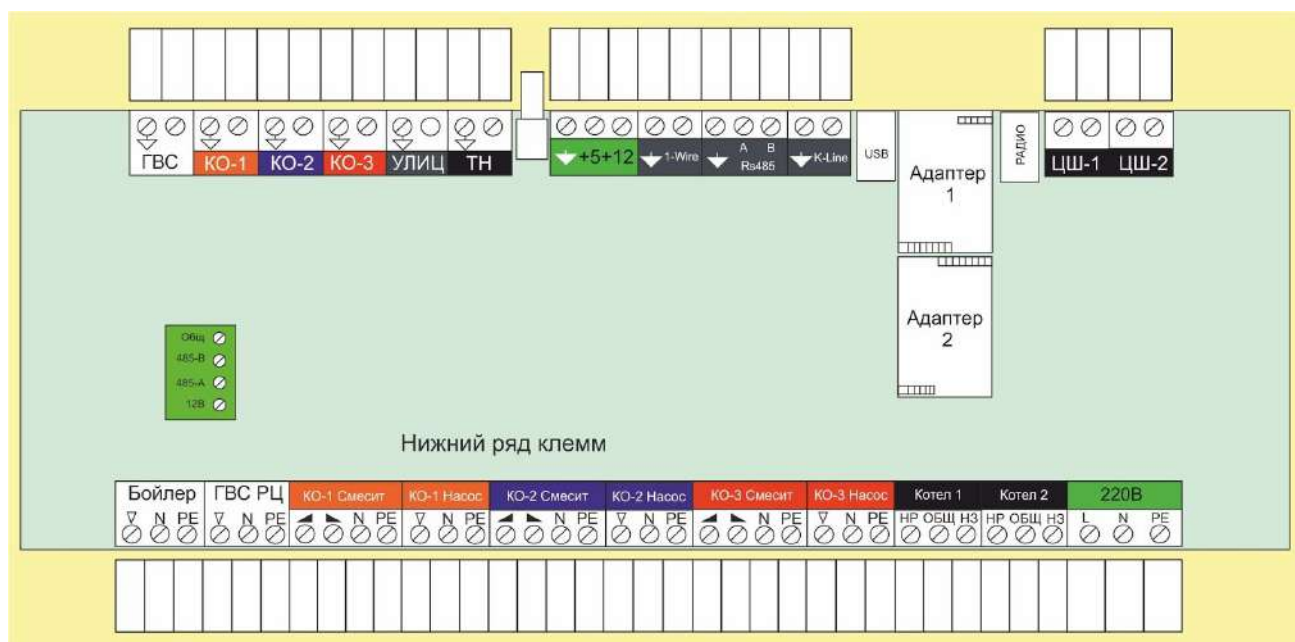 ГВС КО-1 КО-2 КО-3 УЛИЦ ТН
+5+12 1-Wire A B Rs485 K-Line
USB
Адаптер
1
РАДИО
ЦШ-1 ЦШ-2
Адаптер
2
Общ
485-В
485-А
12В
Нижний ряд клемм
Бойлер ГВС РЦ КО-1 Смесит КО-1 Насос КО-2 Смесит КО-2 Насос КО-3 Смесит КО-3 Насос Котел 1 Котел 2 220В
N PE N PE N PE N PE N PE N PE N PE N PE НР ОБЩ НЗ НР ОБЩ НЗ L N PE